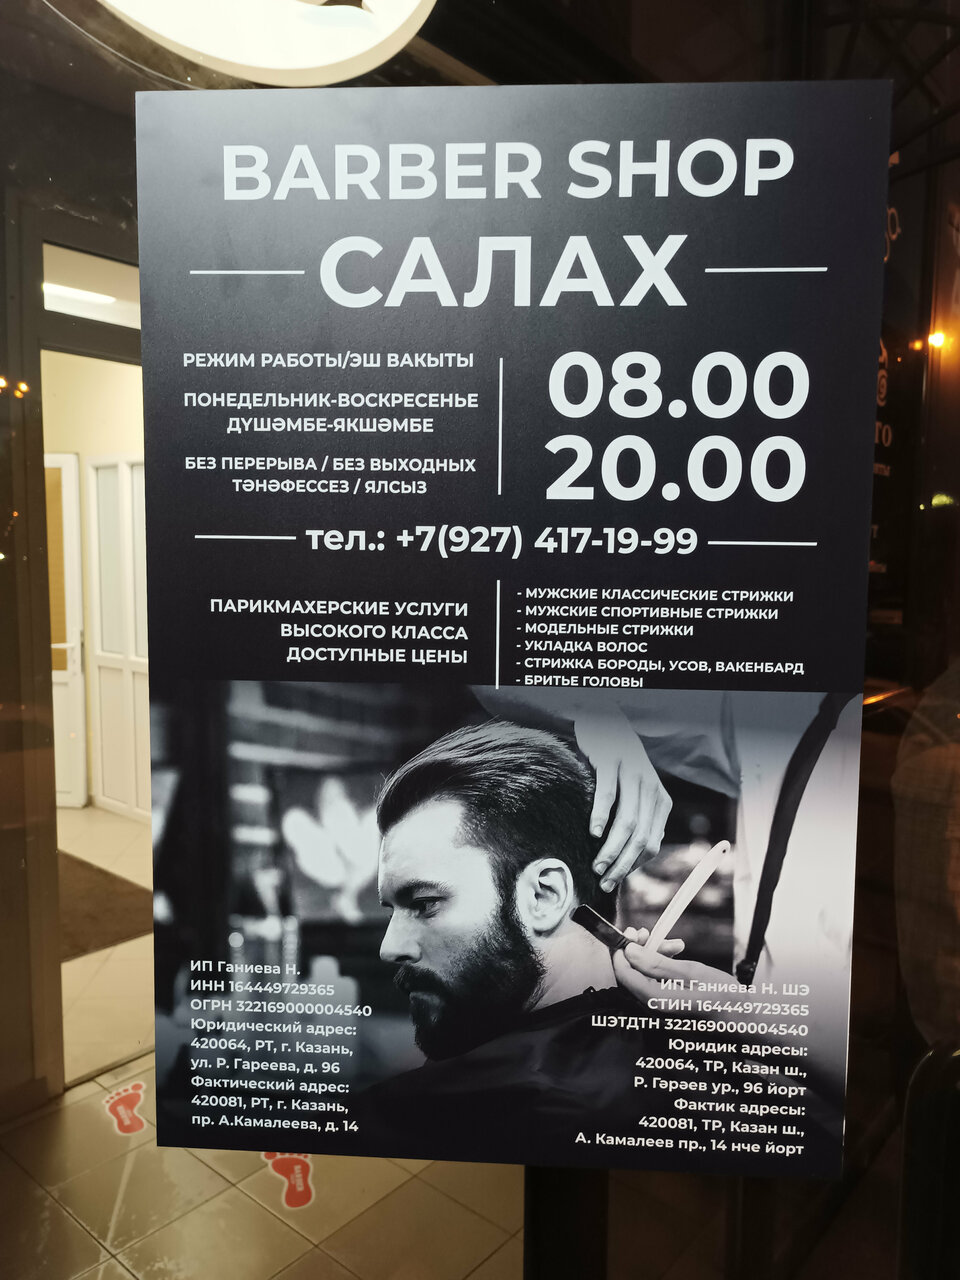 BARBER SHOP
САЛАХ
РЕЖИМ РАБОТЫ/ЭШ ВАКЫТЫ
ПОНЕДЕЛЬНИК-ВОСКРЕСЕНЬЕ
ДҮШӘМБЕ-ЯКШӘМБЕ
БЕЗ ПЕРЕРЫВА / БЕЗ ВЫХОДНЫХ
ТӘНӘФЕССЕЗ / ЯЛСЫЗ
08.00
20.00
тел.: +7(927) 417-19-99
ПАРИКМАХЕРСКИЕ УСЛУГИ
ВЫСОКОГО КЛАССА
ДОСТУПНЫЕ ЦЕНЫ
- МУЖСКИЕ КЛАССИЧЕСКИЕ СТРИЖКИ
- МУЖСКИЕ СПОРТИВНЫЕ СТРИЖКИ
- МОДЕЛЬНЫЕ СТРИЖКИ
- УКЛАДКА ВОЛОС
- СТРИЖКА БОРОДЫ, УСОВ, ВАКЕНБАРД
- БРИТЬЕ ГОЛОВЫ
ИП Ганиева Н.
ИНН 164449729365
ОГРН 322169000004540
Юридический адрес:
420064, РТ, г. Казань,
ул. Р. Гареева, д. 96
Фактический адрес:
420081, РТ, г. Казань,
пр. А.Камалеева, д. 14
ИП Ганиева Н. ШЭ
СТИН 164449729365
ШЭТДТН 322169000004540
Юридик адресы:
420064, ТР, Казан ш.,
Р. Гәрәев ур., 96 йорт
Фактик адресы:
420081, ТР, Казан ш.,
А. Камалеев пр., 14 нче йорт